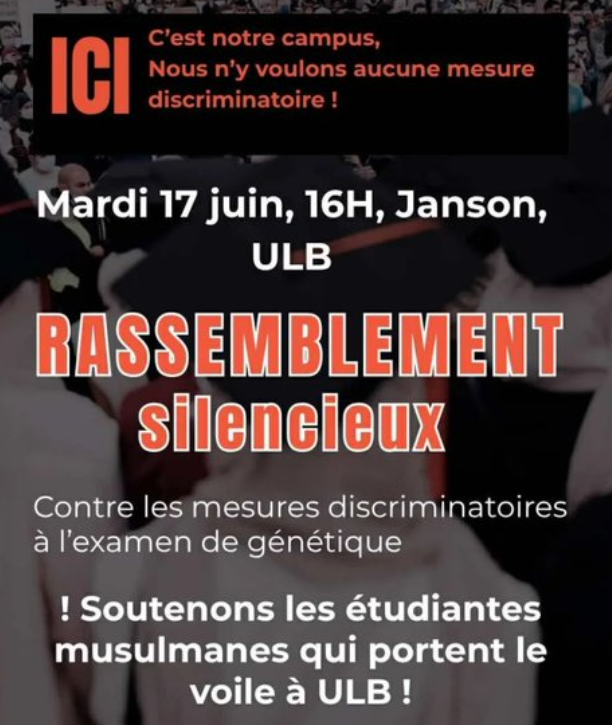 ICI
C'est notre campus,
Nous n'y voulons aucune mesure
discriminatoire !
Mardi 17 juin, 16H, Janson,
ULB
RASSEMBLEMENT
silencieux
Contre les mesures discriminatoires
à l'examen de génétique
! Soutenons les étudiantes
musulmanes qui portent le
voile à ULB !